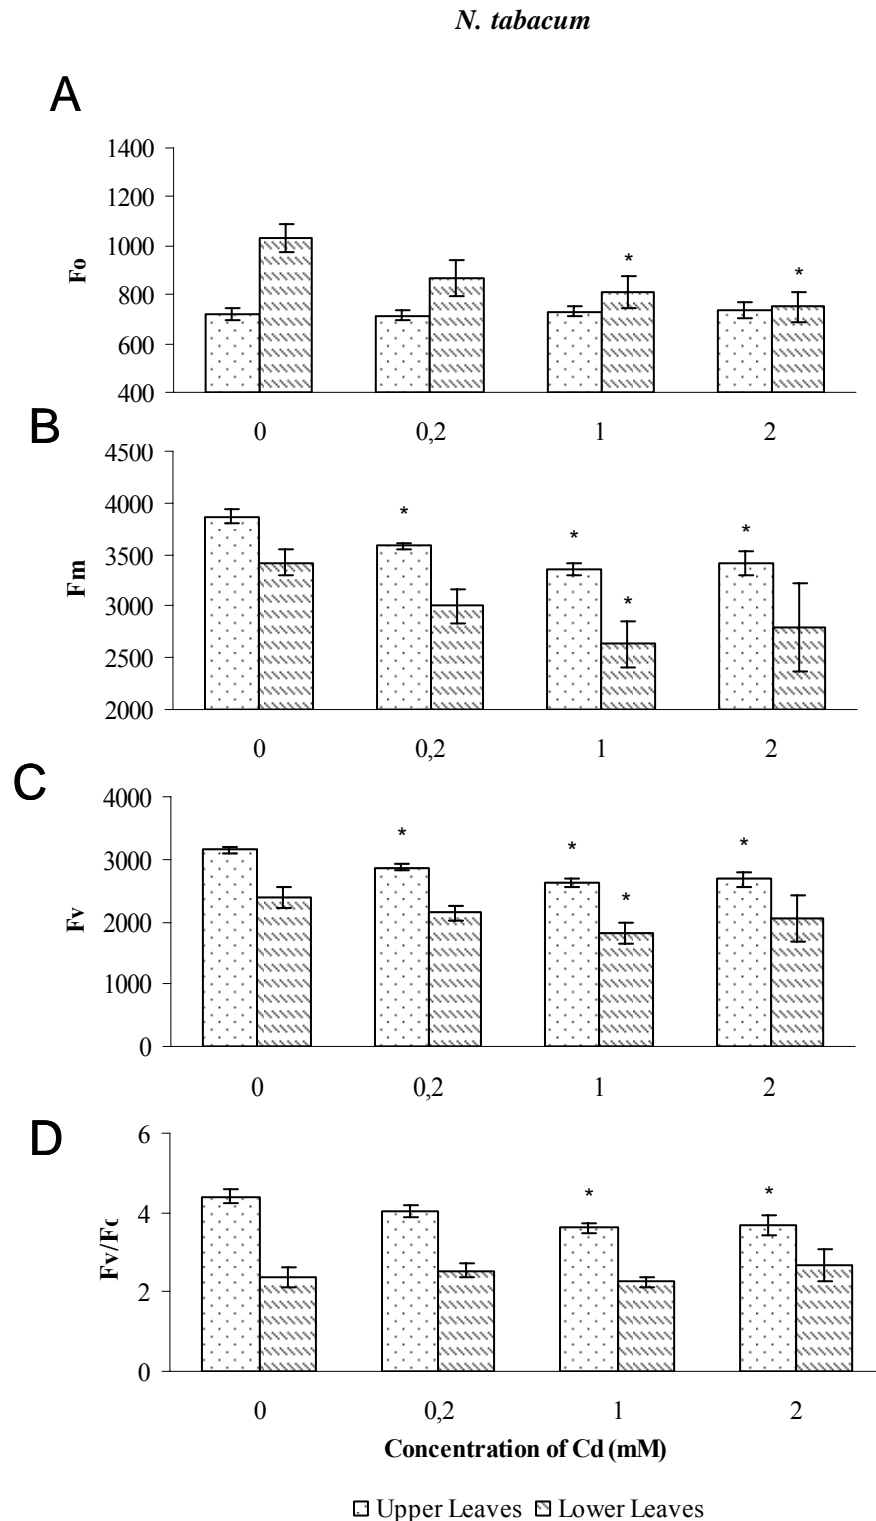 N. tabacum
A
1400
1200
1000
800
600
400
Fo
*
*
0 0,2 1 2
B
4500
4000
3500
3000
2500
2000
Fm
*
*
*
*
0 0,2 1 2
C
4000
3000
2000
1000
0
Fv
*
*
*
*
0 0,2 1 2
D
6
4
2
0
Fv/Fo
*
*
0 0,2 1 2
Concentration of Cd (mM)
Upper Leaves Lower Leaves